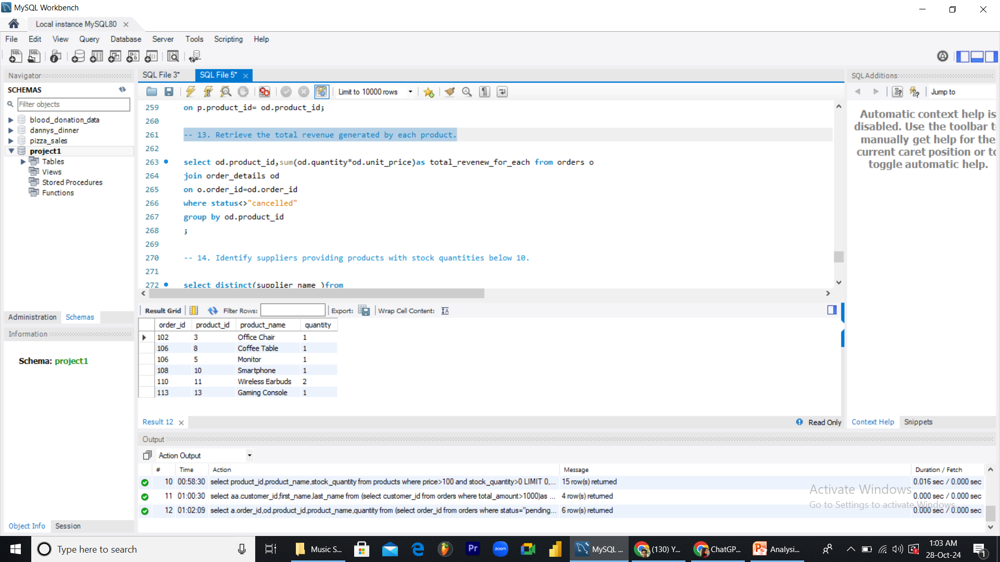 MySQL Workbench
Local instance MySQL80
File Edit View Query Database Server Tools Scripting Help
Navigator
SCHEMAS
Filter objects
blood_donation_data
dannys_dinner
pizza_sales
project1
Tables
Views
Stored Procedures
Functions
Administration Schemas
Information
Schema: project1
Object Info Session
SQL File 3* SQL File 5*
Limit to 10000 rows
259 on p.product_id= od.product_id;
260
261 -- 13. Retrieve the total revenue generated by each product.
262
263 select od.product_id,sum(od.quantity*od.unit_price)as total_revenew_for_each from orders o
264 join order_details od
265 on o.order_id=od.order_id
266 where status<>"cancelled"
267 group by od.product_id
268 ;
269
270 -- 14. Identify suppliers providing products with stock quantities below 10.
271
272 select distinct(supplier_name )from
Result Grid Filter Rows: Export: Wrap Cell Content:
order_id product_id product_name quantity
102 3 Office Chair 1
106 8 Coffee Table 1
106 5 Monitor 1
108 10 Smartphone 1
110 11 Wireless Earbuds 2
113 13 Gaming Console 1
Result 12 Read Only
Output
Action Output
# Time Action Message Duration / Fetch
10 00:58:30 select product_id,product_name,stock_quantity from products where price>100 and stock_quantity>0 LIMIT 0,... 15 row(s) returned 0.016 sec / 0.000 sec
11 01:00:30 select aa.customer_id,first_name,last_name from (select customer_id from orders where total_amount>1000)as ... 4 row(s) returned 0.000 sec / 0.000 sec
12 01:02:09 select a.order_id,od.product_id,product_name,quantity from (select order_id from orders where status="pending... 6 row(s) returned 0.000 sec / 0.000 sec
SQLAdditions
Jump to
Automatic context help is
disabled. Use the toolbar t
manually get help for the
current caret position or to
toggle automatic help.
Context Help Snippets
Activate Windows
Go to Settings to activate Windows.
Type here to search
Music S...
Pr
zoom
MySQL ...
(130) Y...
ChatGP...
Analysi...
1:03 AM
28-Oct-24
1